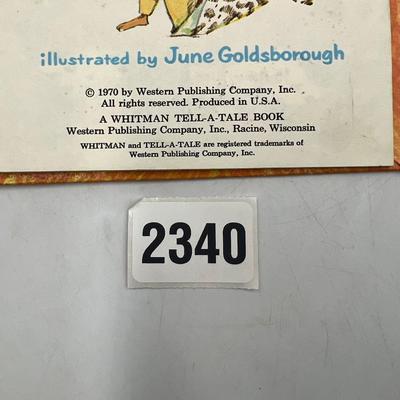 illustrated by June Goldsborough
© 1970 by Western Publishing Company, Inc.
All rights reserved. Produced in U.S.A.
A WHITMAN TELL-A-TALE BOOK
Western Publishing Company, Inc., Racine, Wisconsin
WHITMAN and TELL-A-TALE are registered trademarks of
Western Publishing Company, Inc.
2340